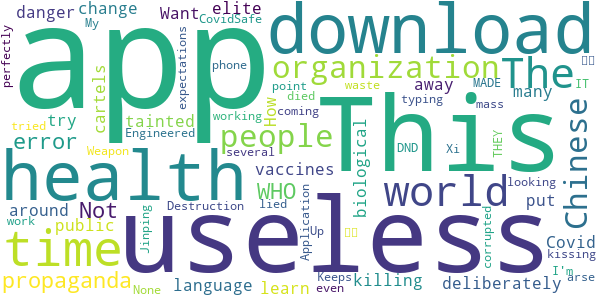 danger change Want elite
My CovidSafe
app download
perfectly cartels phone expectations
organization The
tainted Engineered working point away many
try error people How died coming waste typing MADE IT
tried Weapon several mass THEY
This
health vaccines biological DND Xi Chinese
WHO world looking
around Not killing put
time useless
public Destruction lied Application Up corrupted Covid
work Jinping kissing
propaganda None language learn Keeps even deliberately I'm arse